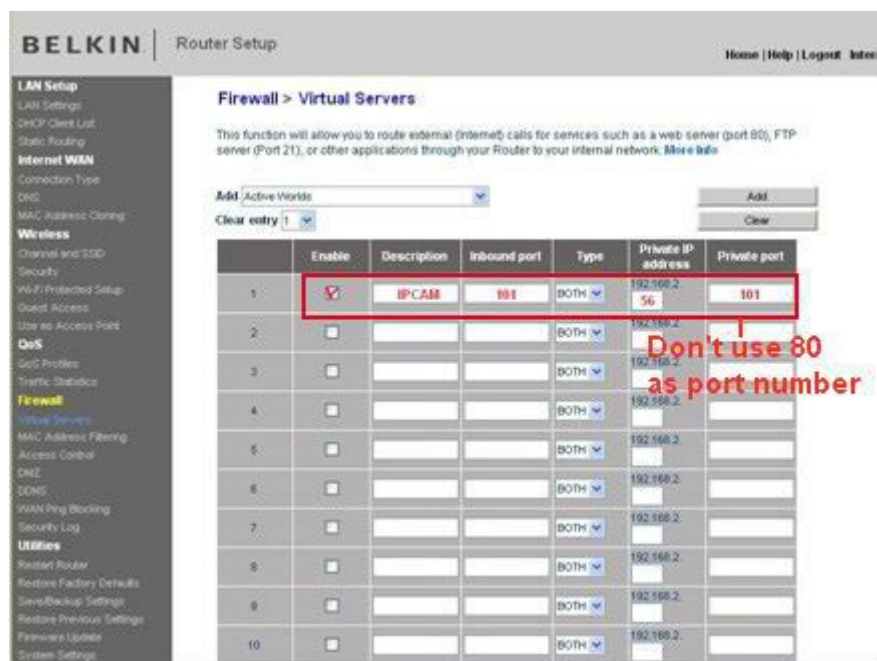 BELKIN Router Setup
Home | Help | Logout Inter
LAN Setup
LAN Settings
DHCP Client List
Static Routing
Internet WAN
Connection Type
DNS
MAC Address Cloning
Wireless
Channel and SSID
Security
Wi-Fi Protected Setup
Guest Access
Use as Access Point
QoS
QoS Profiles
Traffic Statistics
Firewall
Virtual Servers
MAC Address Filtering
Access Control
DMZ
DDNS
WAN Ping Blocking
Security Log
Utilities
Restart Router
Restore Factory Defaults
Save/Backup Settings
Restore Previous Settings
Firmware Update
System Settings
Firewall > Virtual Servers
This function will allow you to route external (Internet) calls for services such as a web server (port 80), FTP
server (Port 21), or other applications through your Router to your internal network. More Info
Add Active Worlds Add
Clear entry 1 Clear
Enable Description Inbound port Type Private IP address Private port
1 IPCAM 101 BOTH 192.168.2. 56 101
2 BOTH 192.168.2.
Don't use 80
as port number
3 BOTH 192.168.2.
4 BOTH 192.168.2.
5 BOTH 192.168.2.
6 BOTH 192.168.2.
7 BOTH 192.168.2.
8 BOTH 192.168.2.
9 BOTH 192.168.2.
10 BOTH 192.168.2.